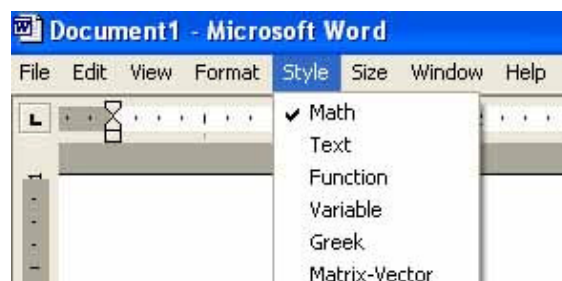 Document1 - Microsoft Word
File Edit View Format Style Size Window Help
Math
Text
Function
Variable
Greek
Matrix-Vector